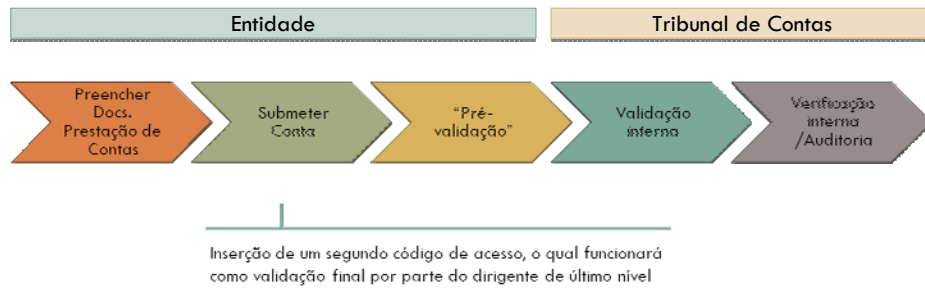 Entidade
Tribunal de Contas
Preencher
Docs.
Prestação de
Contas
Submeter
Conta
“Pré-
validação”
Validação
interna
Verificação
interna
/Auditoria
Inserção de um segundo código de acesso, o qual funcionará
como validação final por parte do dirigente de último nível